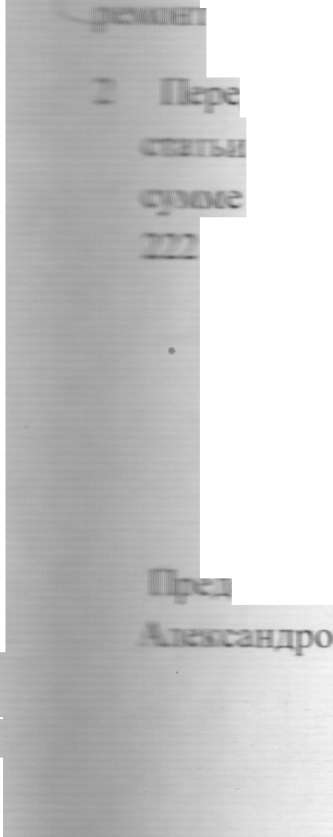 ремонт
2 Пере
статьи
сумме
222
Пред
Александро